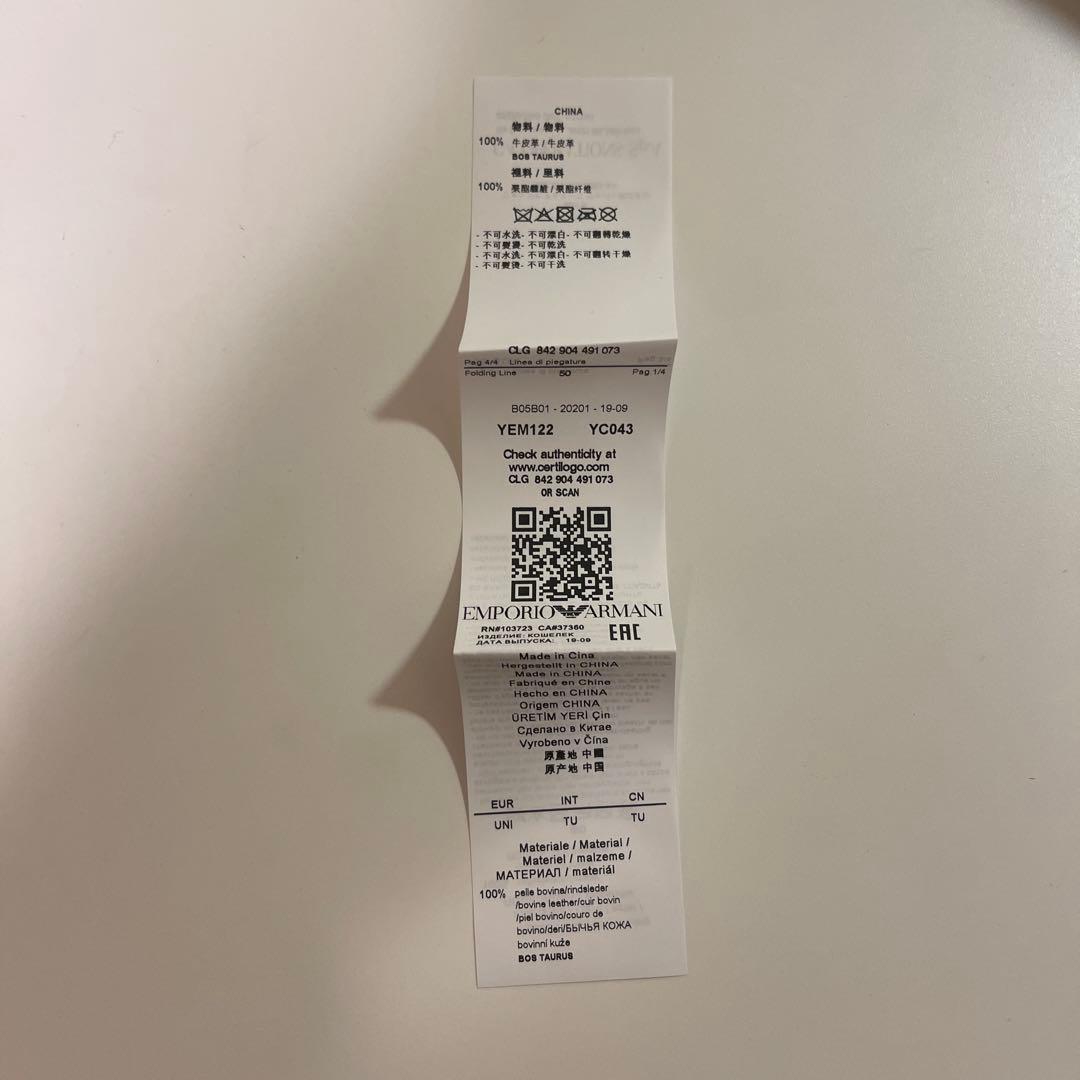 CHINA
物料 / 物料
100% 牛皮革 / 牛皮革
BOS TAURUS
裡料 / 里料
100% 聚酯纖維 / 聚酯纤维
- 不可水洗- 不可漂白- 不可翻轉乾燥
- 不可熨燙- 不可乾洗
- 不可水洗- 不可漂白- 不可翻转干燥
- 不可熨烫- 不可干洗
CLG 842 904 491 073
Pag 4/4 Linea di piegatura
Folding Line 50 Pag 1/4
B05B01 - 20201 - 19-09
YEM122 YC043
Check authenticity at
www.certilogo.com
CLG 842 904 491 073
OR SCAN
EMPORIO ARMANI
RN#103723 CA#37360
ИЗДЕЛИЕ: КОШЕЛЕК
ДАТА ВЫПУСКА: 19-09
EAC
Made in Cina
Hergestellt in CHINA
Made in CHINA
Fabriqué en Chine
Hecho en CHINA
Origem CHINA
ÜRETİM YERİ Çin
Сделано в Китае
Vyrobeno v Čína
原產地 中國
原产地 中国
EUR INT CN
UNI TU TU
Materiale / Material /
Materiel / malzeme /
МАТЕРИАЛ / materiál
100% pelle bovina/rindsleder
/bovine leather/cuir bovin
/piel bovino/couro de
bovino/deri/БЫЧЬЯ КОЖА
bovinní kuže
BOS TAURUS